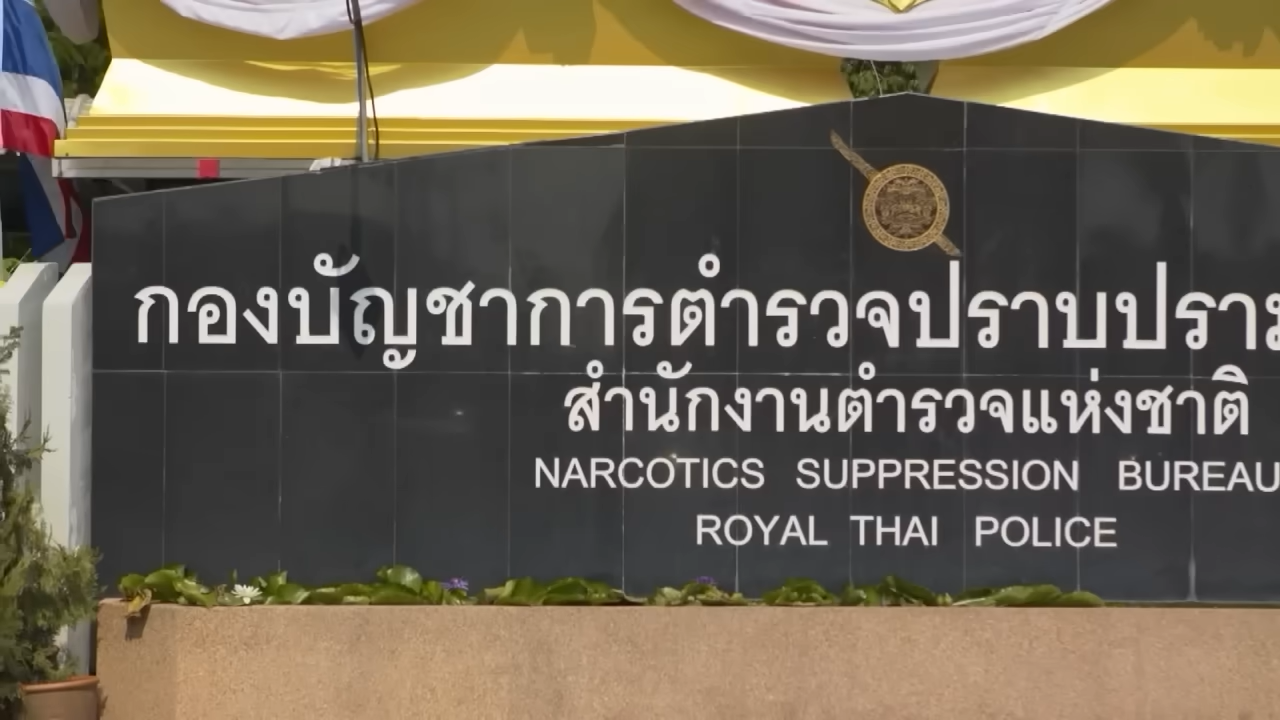 กองบัญชาการตำรวจปราบปราม
สำนักงานตำรวจแห่งชาติ
NARCOTICS SUPPRESSION BUREAU
ROYAL THAI POLICE